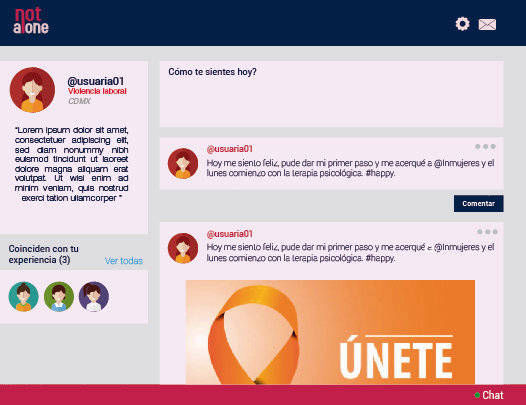 not
alone
@usuaria01
Violencia laboral
CDMX
"Lorem ipsum dolor sit amet,
consectetuer adipiscing elit,
sed diam nonummy nibh
euismod tincidunt ut laoreet
dolore magna aliquam erat
volutpat. Ut wisi enim ad
minim veniam, quis nostrud
exerci tation ullamcorper "
Coinciden con tu
experiencia (3)
Ver todas
Cómo te sientes hoy?
@usuaria01
Hoy me siento feliz, pude dar mi primer paso y me acerqué a @Inmujeres y el
lunes comienzo con la terapia psicológica. #happy.
Comentar
@usuaria01
Hoy me siento feliz, pude dar mi primer paso y me acerqué a @Inmujeres y el
lunes comienzo con la terapia psicológica. #happy.
ÚNETE
Chat